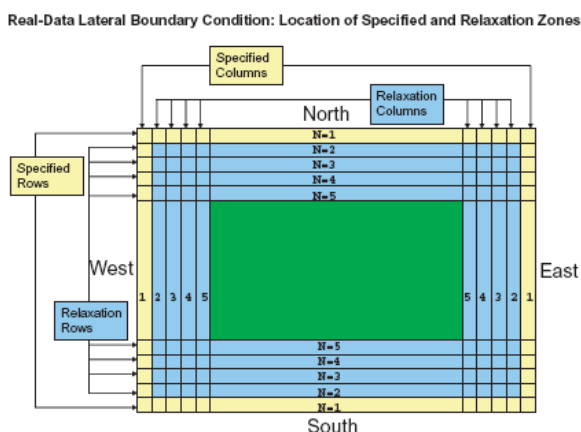 Real-Data Lateral Boundary Condition: Location of Specified and Relaxation Zones
Specified
Columns
Relaxation
Columns
North
N=1
N=2
N=3
N=4
N=5
Specified
Rows
West
East
1 2 3 4 5
5 4 3 2 1
Relaxation
Rows
N=5
N=4
N=3
N=2
N=1
South